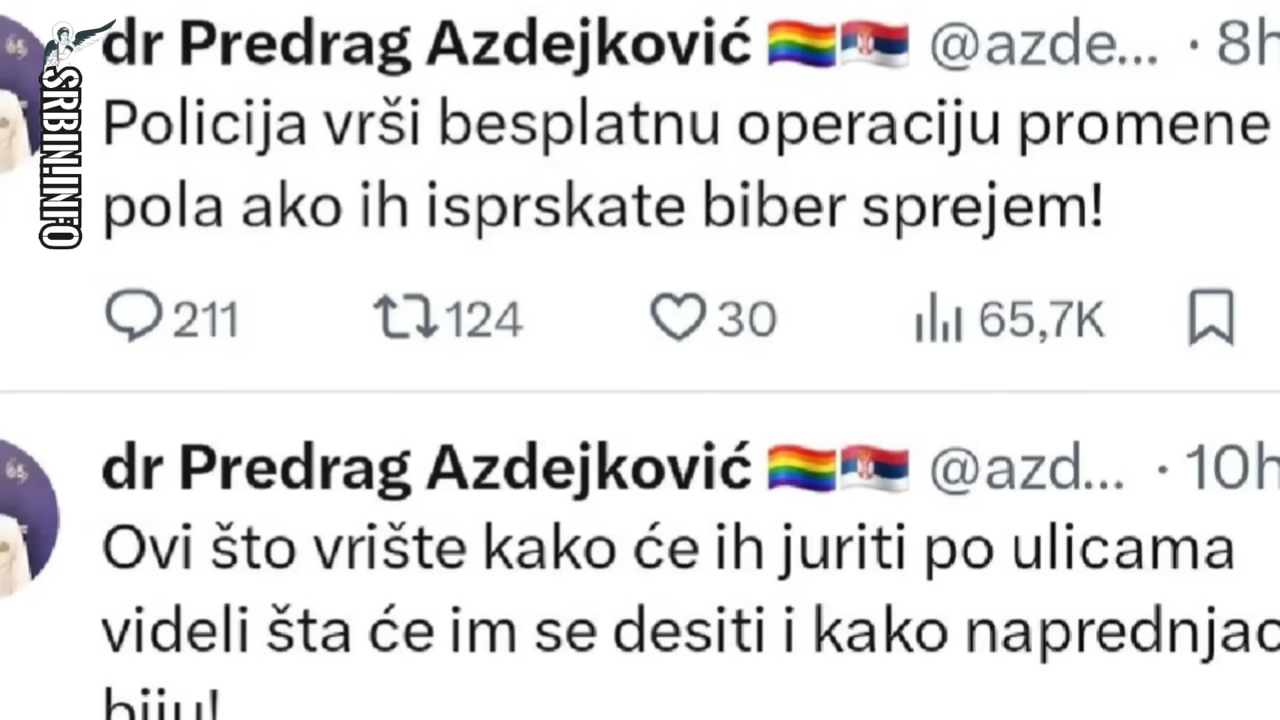 SRBIN.INFO
dr Predrag Azdejković 🏳️‍🌈🇷🇸 @azde... · 8h
Policija vrši besplatnu operaciju promene
pola ako ih isprskate biber sprejem!
211 124 30 65,7K
dr Predrag Azdejković 🏳️‍🌈🇷🇸 @azd... · 10h
Ovi što vrište kako će ih juriti po ulicama
videli šta će im se desiti i kako naprednjac
biju!